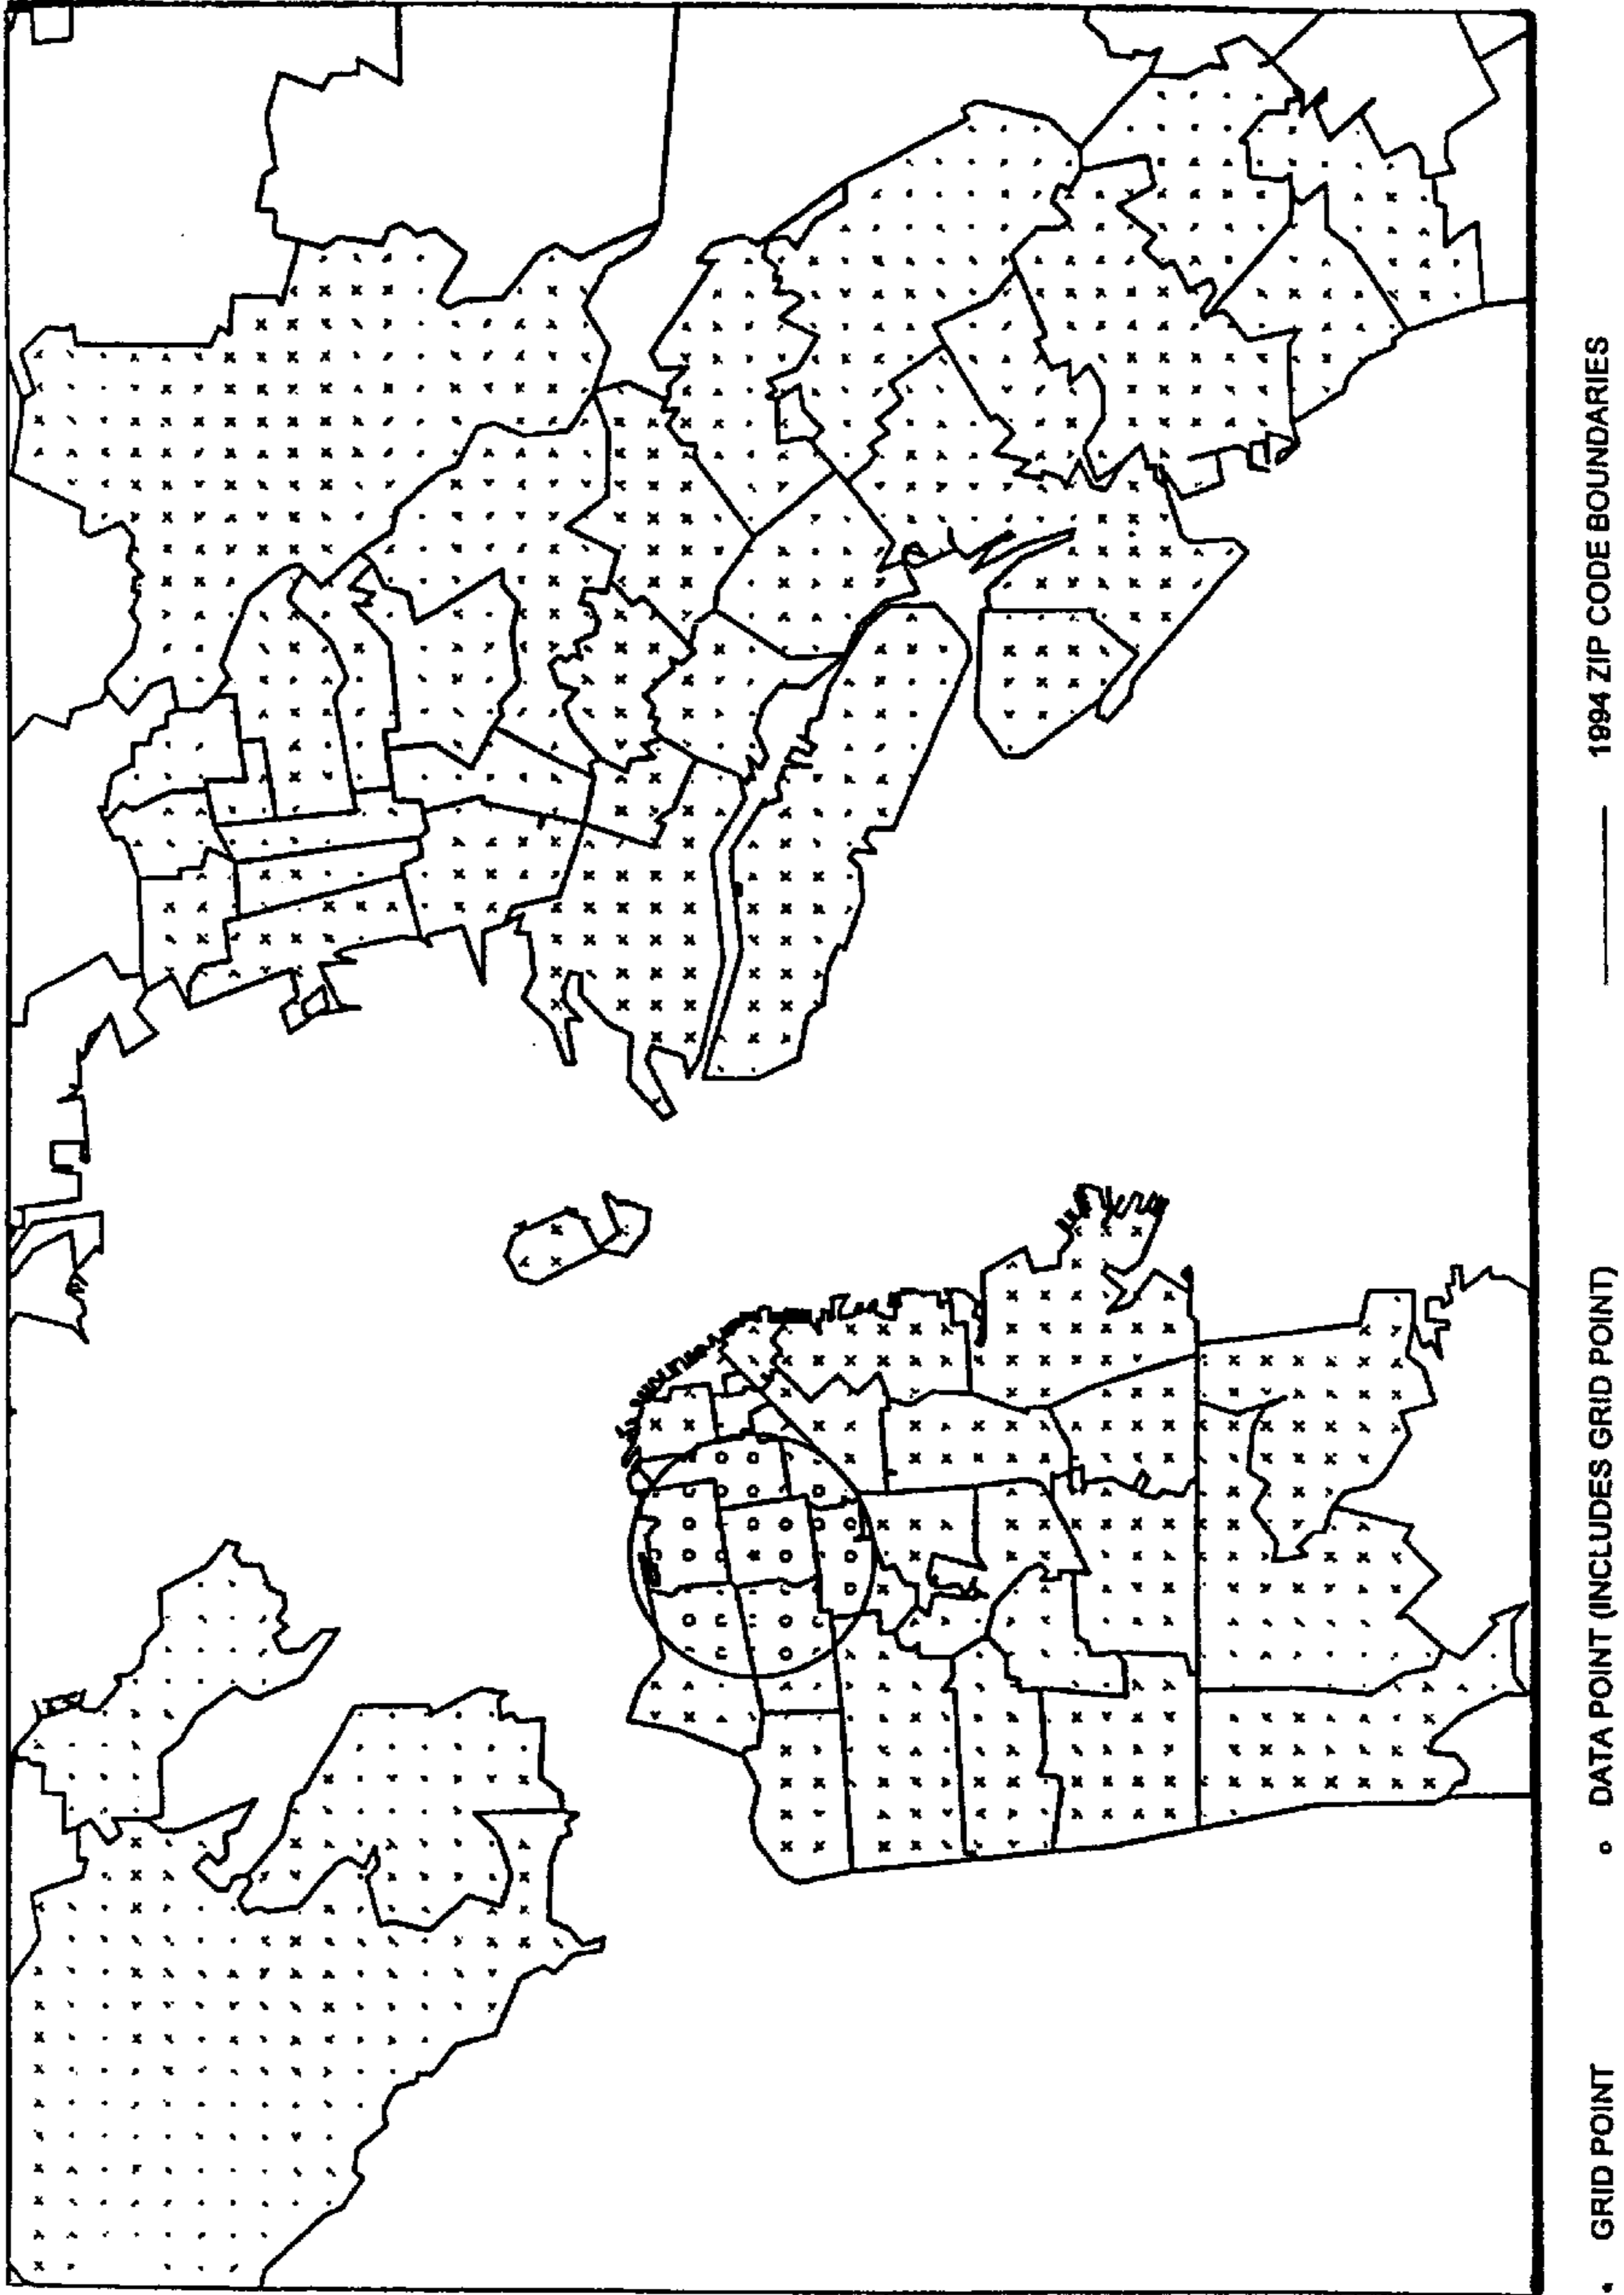 GRID POINT
DATA POINT (INCLUDES GRID POINT)
1994 ZIP CODE BOUNDARIES